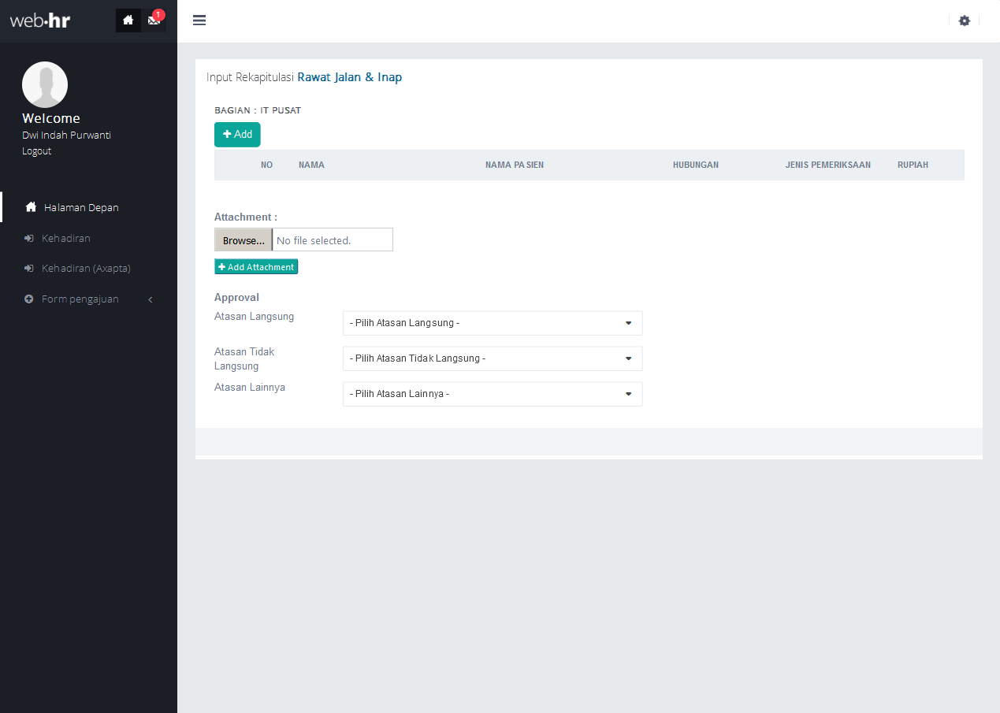 web·hr
1
Welcome
Dwi Indah Purwanti
Logout
Halaman Depan
Kehadiran
Kehadiran (Axapta)
Form pengajuan
Input Rekapitulasi Rawat Jalan & Inap
BAGIAN : IT PUSAT
Add
NO NAMA NAMA PASIEN HUBUNGAN JENIS PEMERIKSAAN RUPIAH
Attachment :
Browse... No file selected.
Add Attachment
Approval
Atasan Langsung - Pilih Atasan Langsung -
Atasan Tidak
Langsung
- Pilih Atasan Tidak Langsung -
Atasan Lainnya - Pilih Atasan Lainnya -